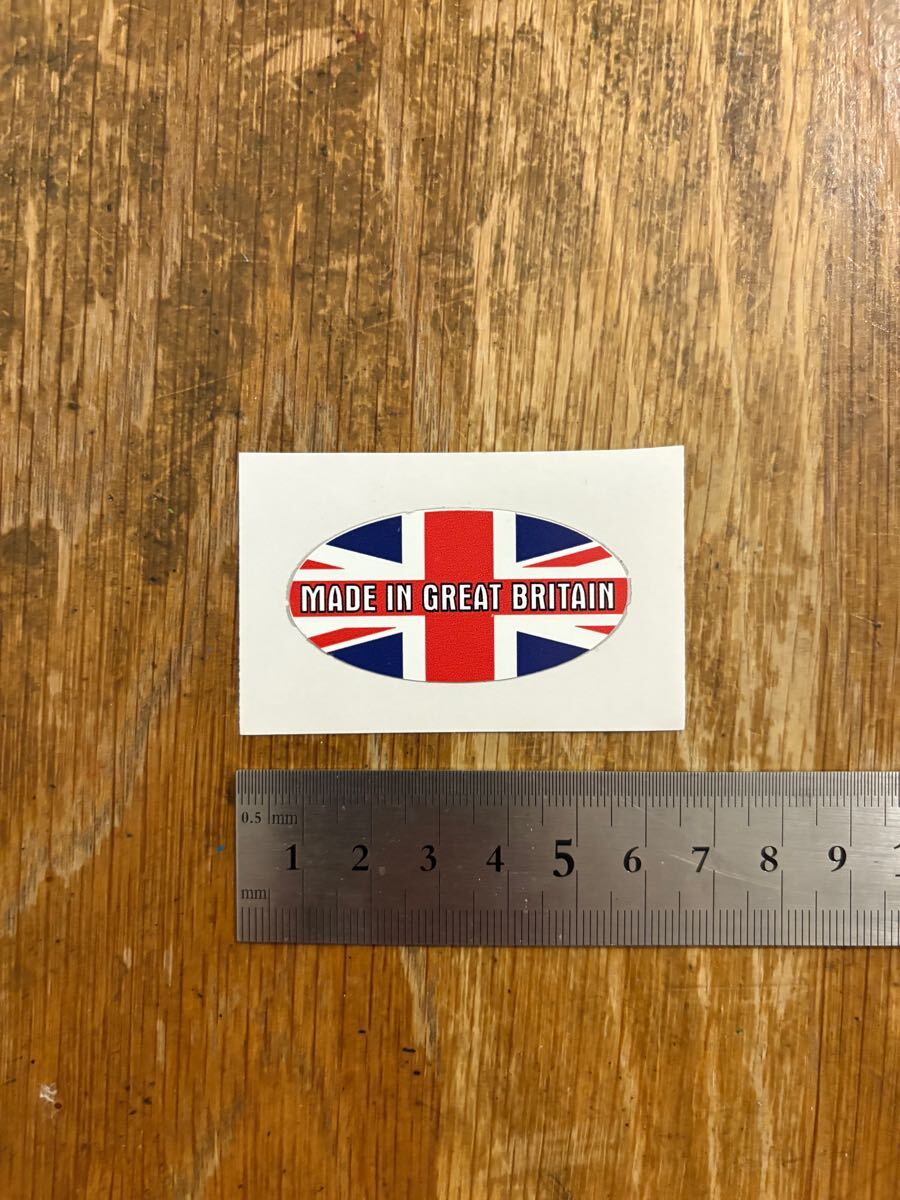 MADE IN GREAT BRITAIN
0.5 mm
1 2 3 4 5 6 7 8 9
mm